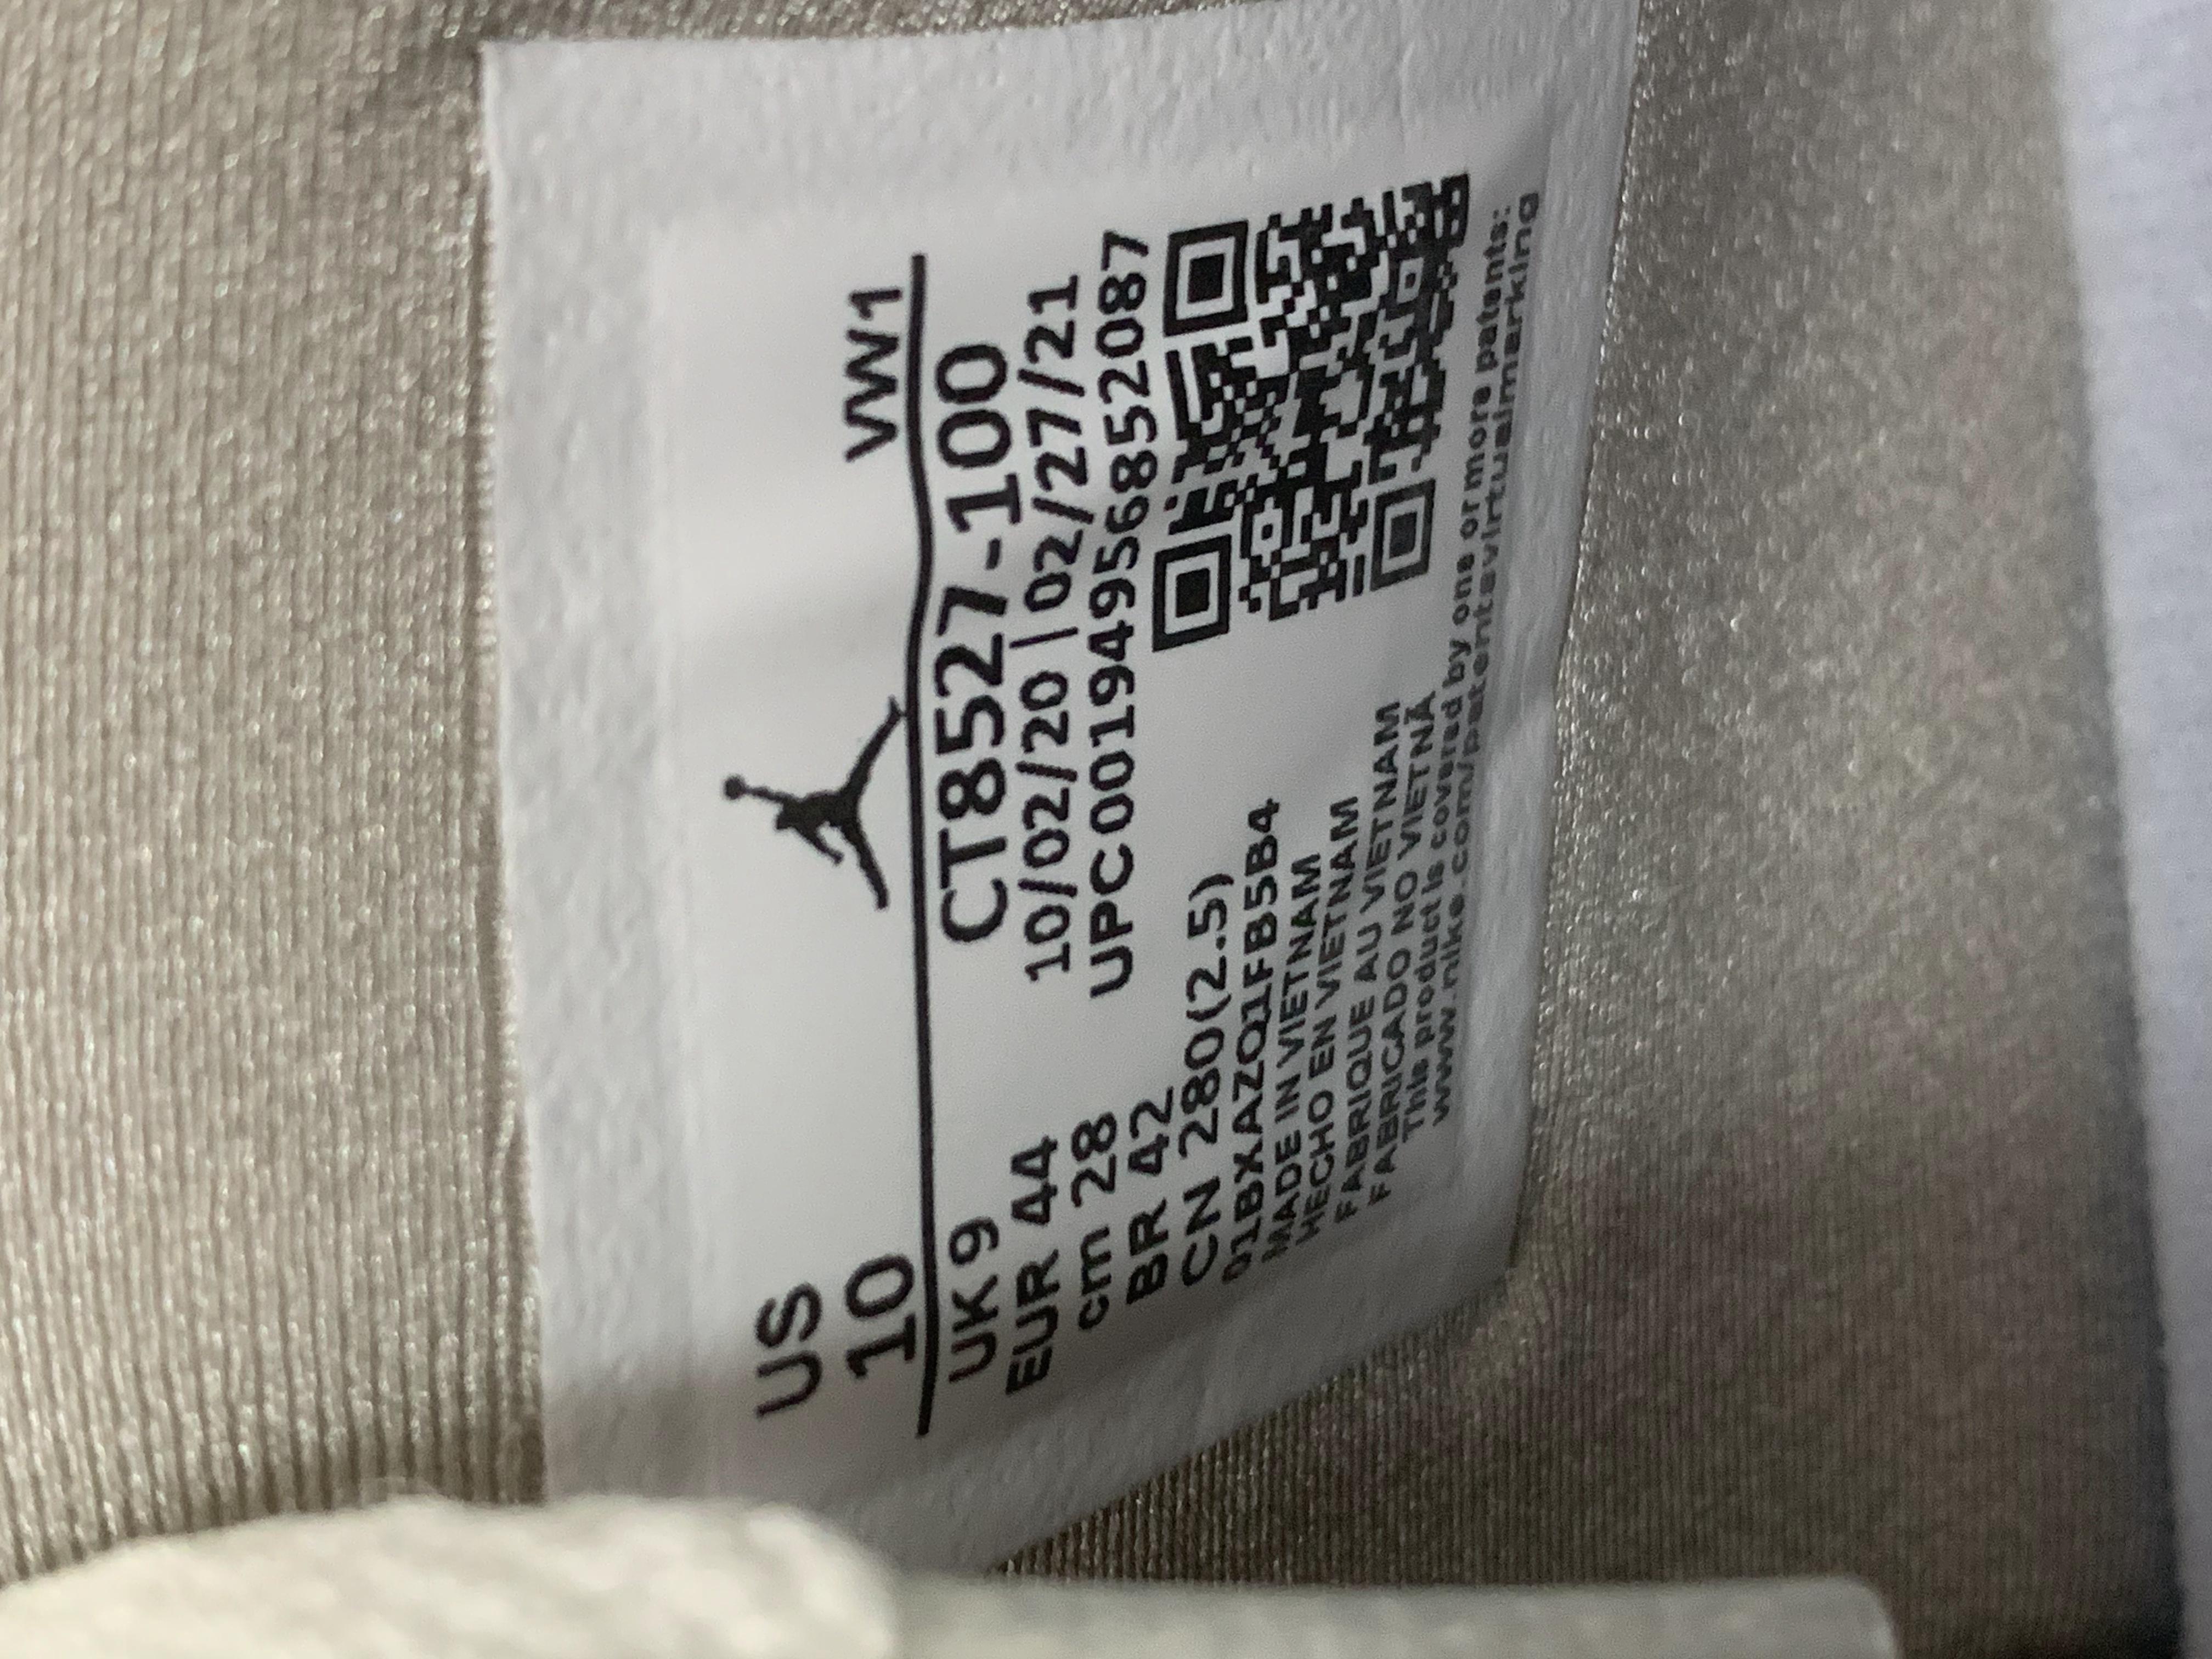 US
10
VW1
UK 9
EUR 44
cm 28
BR 42
CN 280(2.5)
CT8527-100
10/02/20 | 02/27/21
UPC00194956852087
01BXAZQ1FB5B4
MADE IN VIETNAM
HECHO EN VIETNAM
FABRIQUE AU VIETNAM
FABRICADO NO VIETNÃ
This product is covered by one or more patents:
www.nike.com/patentsvirtualmarking